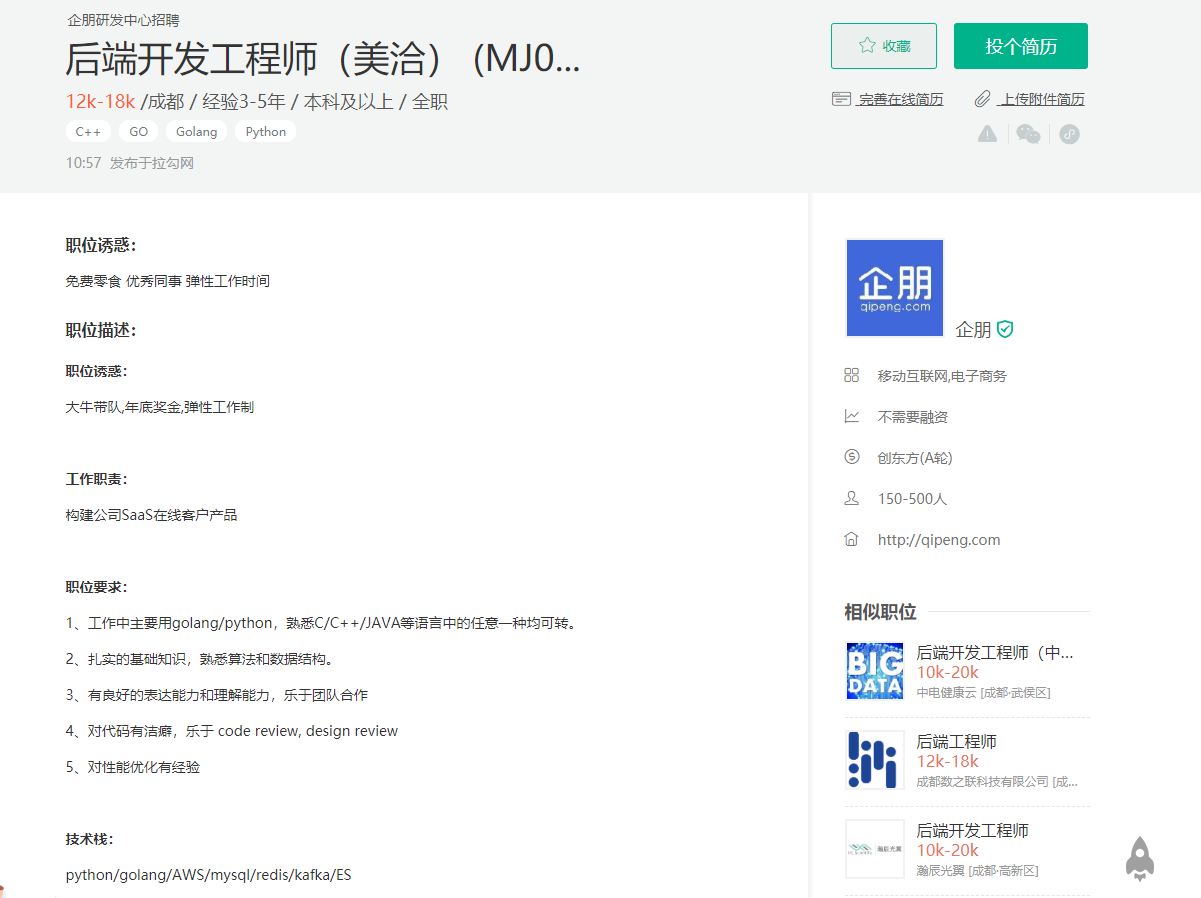 企朋研发中心招聘
后端开发工程师（美洽） (MJ0...
12k-18k /成都 / 经验3-5年 / 本科及以上 / 全职
C++ GO Golang Python
10:57 发布于拉勾网
收藏
投个简历
完善在线简历
上传附件简历
职位诱惑：
免费零食 优秀同事 弹性工作时间
职位描述：
职位诱惑：
大牛带队,年底奖金,弹性工作制
工作职责：
构建公司SaaS在线客户产品
职位要求：
1、工作中主要用golang/python，熟悉C/C++/JAVA等语言中的任意一种均可转。
2、扎实的基础知识，熟悉算法和数据结构。
3、有良好的表达能力和理解能力，乐于团队合作
4、对代码有洁癖，乐于 code review, design review
5、对性能优化有经验
技术栈：
python/golang/AWS/mysql/redis/kafka/ES
企朋
qipeng.com
企朋
移动互联网,电子商务
不需要融资
创东方(A轮)
150-500人
http://qipeng.com
相似职位
BIG
DATA
后端开发工程师（中...
10k-20k
中电健康云 [成都·武侯区]
后端工程师
12k-18k
成都数之联科技有限公司 [成...
瀚辰光翼
后端开发工程师
10k-20k
瀚辰光翼 [成都·高新区]